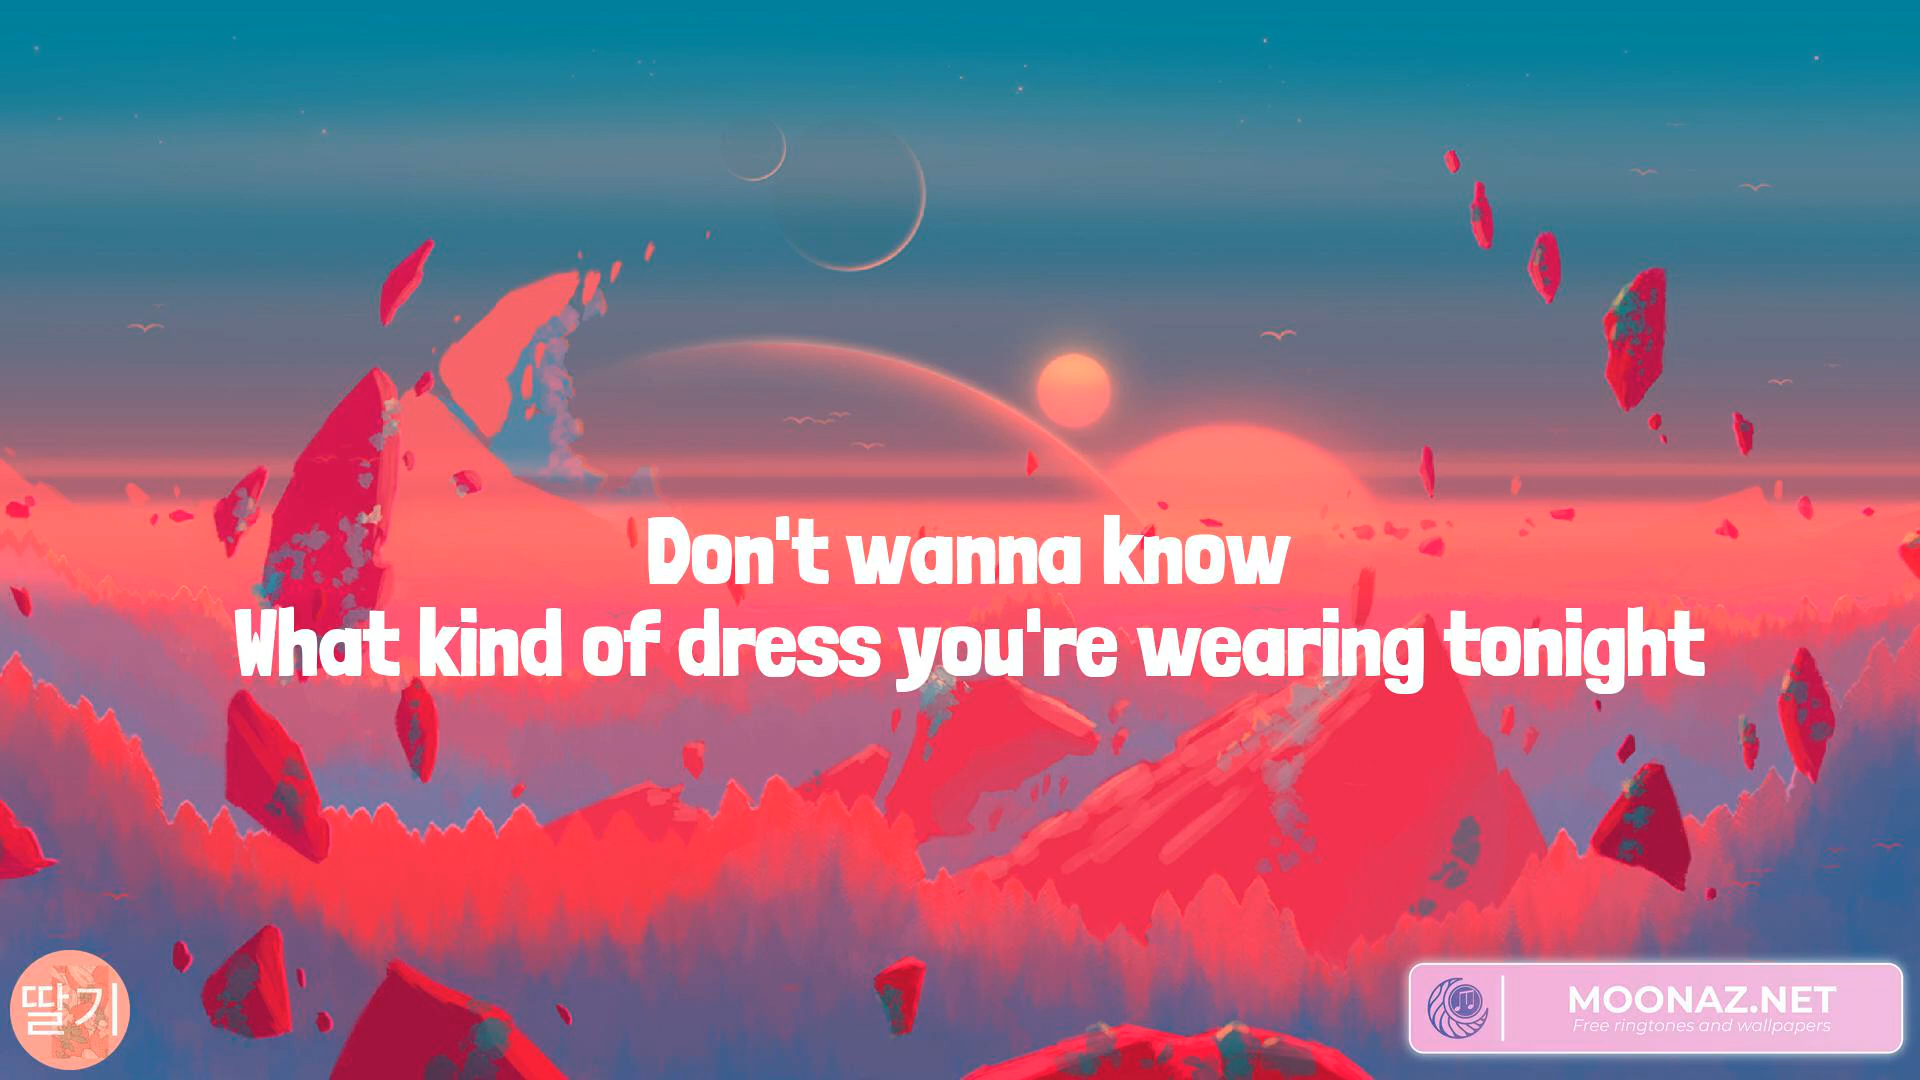 Don't wanna know
What kind of dress you're wearing tonight
딸기
MOONAZ.NET
Free ringtones and wallpapers